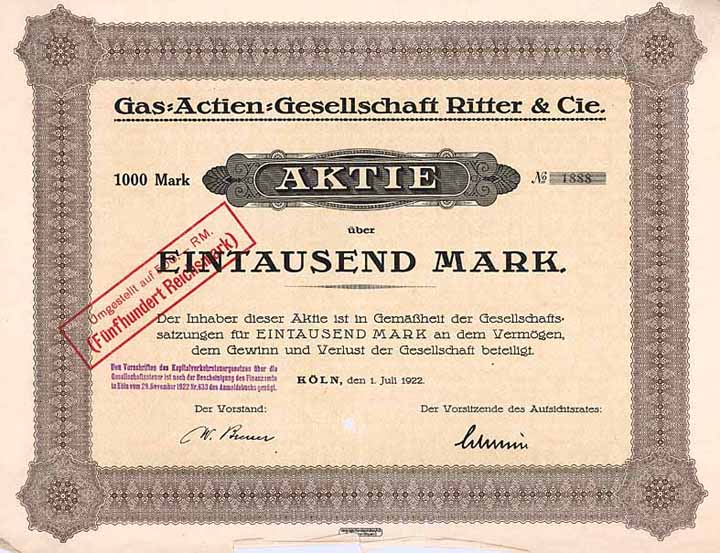 Gas-Actien-Gesellschaft Ritter & Cie.
1000 Mark
AKTIE
№ 1888
über
EINTAUSEND MARK.
Umgestellt auf RM.
(Fünfhundert Reichsmark)
Der Inhaber dieser Aktie ist in Gemäßheit der Gesellschafts-
satzungen für EINTAUSEND MARK an dem Vermögen,
dem Gewinn und Verlust der Gesellschaft beteiligt.
Den Vorschriften des Kapitalverkehrsteuergesetzes über die
Gesellschaftssteuer ist nach der Bescheinigung des Finanzamts
in Köln vom 29. November 1922 Nr. 633 des Anmeldebuchs genügt.
KÖLN, den 1. Juli 1922.
Der Vorstand:
Der Vorsitzende des Aufsichtsrates: